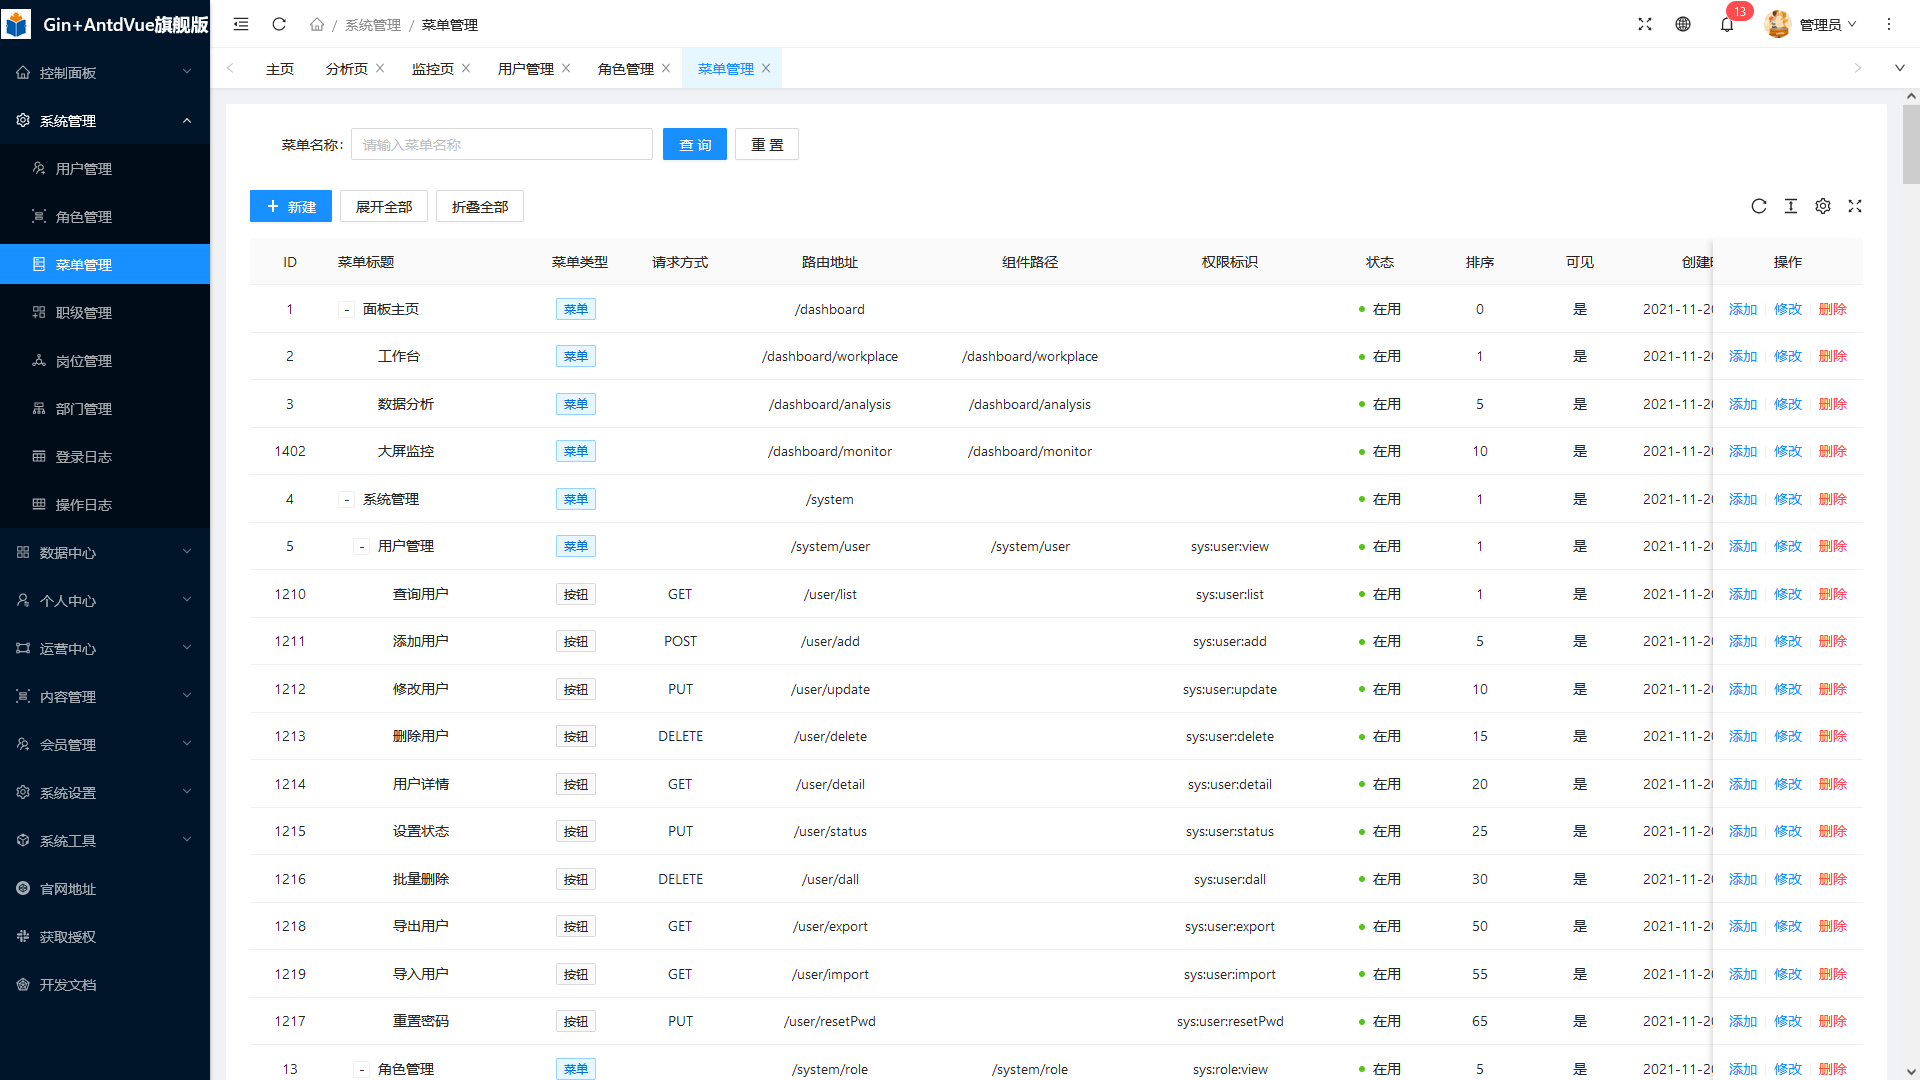 Gin+AntdVue旗舰版
控制面板
系统管理
用户管理
角色管理
菜单管理
职级管理
岗位管理
部门管理
登录日志
操作日志
数据中心
个人中心
运营中心
内容管理
会员管理
系统设置
系统工具
官网地址
获取授权
开发文档
/ 系统管理 / 菜单管理
13
管理员
主页 分析页 监控页 用户管理 角色管理 菜单管理
菜单名称: 请输入菜单名称 查 询 重 置
+ 新建 展开全部 折叠全部
ID 菜单标题 菜单类型 请求方式 路由地址 组件路径 权限标识 状态 排序 可见 创建 操作
1 - 面板主页 菜单 /dashboard 在用 0 是 2021-11-20 添加 修改 删除
2 工作台 菜单 /dashboard/workplace /dashboard/workplace 在用 1 是 2021-11-20 添加 修改 删除
3 数据分析 菜单 /dashboard/analysis /dashboard/analysis 在用 5 是 2021-11-20 添加 修改 删除
1402 大屏监控 菜单 /dashboard/monitor /dashboard/monitor 在用 10 是 2021-11-20 添加 修改 删除
4 - 系统管理 菜单 /system 在用 1 是 2021-11-20 添加 修改 删除
5 - 用户管理 菜单 /system/user /system/user sys:user:view 在用 1 是 2021-11-20 添加 修改 删除
1210 查询用户 按钮 GET /user/list sys:user:list 在用 1 是 2021-11-20 添加 修改 删除
1211 添加用户 按钮 POST /user/add sys:user:add 在用 5 是 2021-11-20 添加 修改 删除
1212 修改用户 按钮 PUT /user/update sys:user:update 在用 10 是 2021-11-20 添加 修改 删除
1213 删除用户 按钮 DELETE /user/delete sys:user:delete 在用 15 是 2021-11-20 添加 修改 删除
1214 用户详情 按钮 GET /user/detail sys:user:detail 在用 20 是 2021-11-20 添加 修改 删除
1215 设置状态 按钮 PUT /user/status sys:user:status 在用 25 是 2021-11-20 添加 修改 删除
1216 批量删除 按钮 DELETE /user/dall sys:user:dall 在用 30 是 2021-11-20 添加 修改 删除
1218 导出用户 按钮 GET /user/export sys:user:export 在用 50 是 2021-11-20 添加 修改 删除
1219 导入用户 按钮 GET /user/import sys:user:import 在用 55 是 2021-11-20 添加 修改 删除
1217 重置密码 按钮 PUT /user/resetPwd sys:user:resetPwd 在用 65 是 2021-11-20 添加 修改 删除
13 - 角色管理 菜单 /system/role /system/role sys:role:view 在用 5 是 2021-11-20 添加 修改 删除